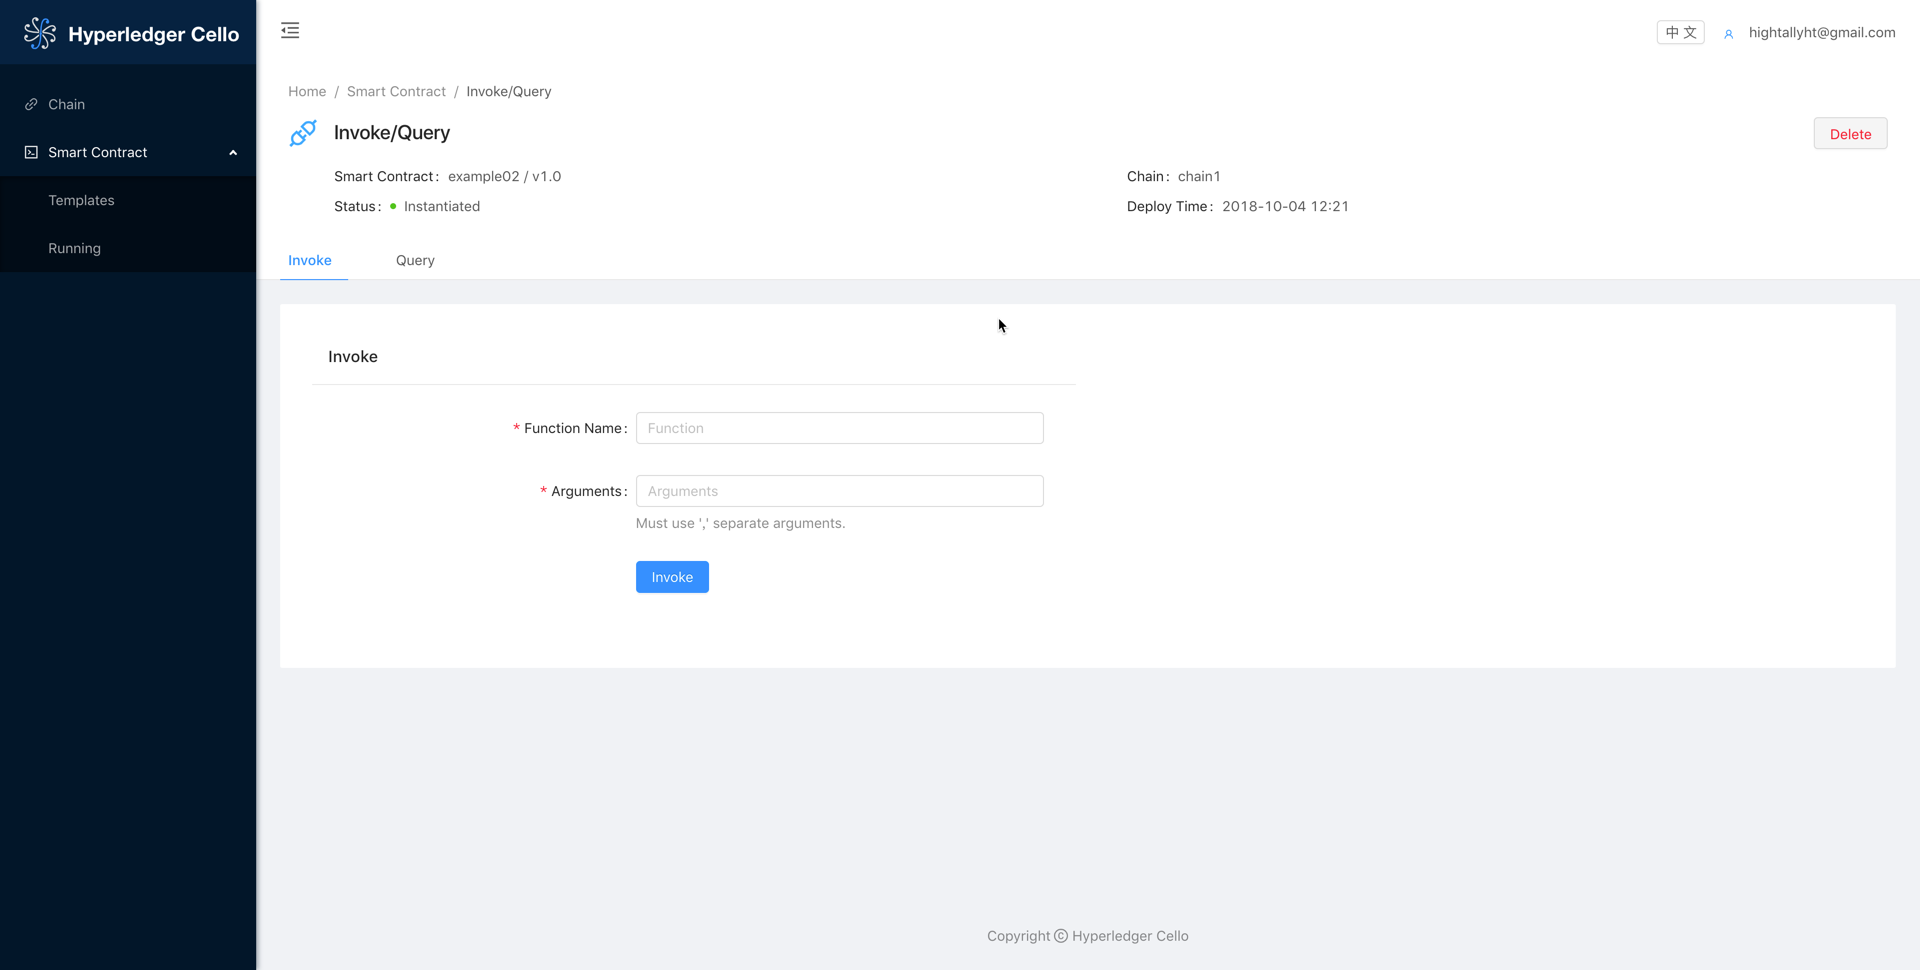 Hyperledger Cello
中 文
hightallyht@gmail.com
Chain
Smart Contract
Templates
Running
Home / Smart Contract / Invoke/Query
Invoke/Query
Delete
Smart Contract: example02 / v1.0
Chain: chain1
Status: Instantiated
Deploy Time: 2018-10-04 12:21
Invoke
Query
Invoke
* Function Name:
Function
* Arguments:
Arguments
Must use ',' separate arguments.
Invoke
Copyright © Hyperledger Cello